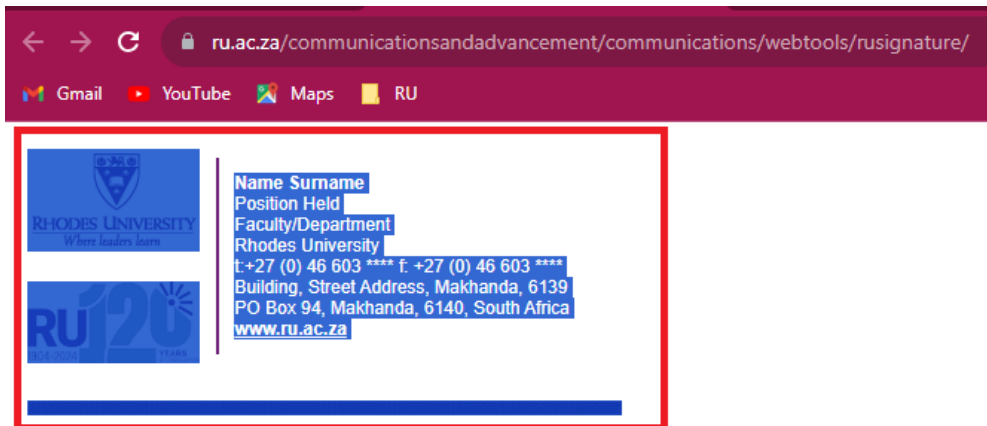 ru.ac.za/communicationsandadvancement/communications/webtools/rusignature/
Gmail YouTube Maps RU
RHODES UNIVERSITY
Where leaders learn
Name Surname
Position Held
Faculty/Department
Rhodes University
t:+27 (0) 46 603 **** f: +27 (0) 46 603 ****
Building, Street Address, Makhanda, 6139
PO Box 94, Makhanda, 6140, South Africa
www.ru.ac.za
RU120
1904-2024 YEARS